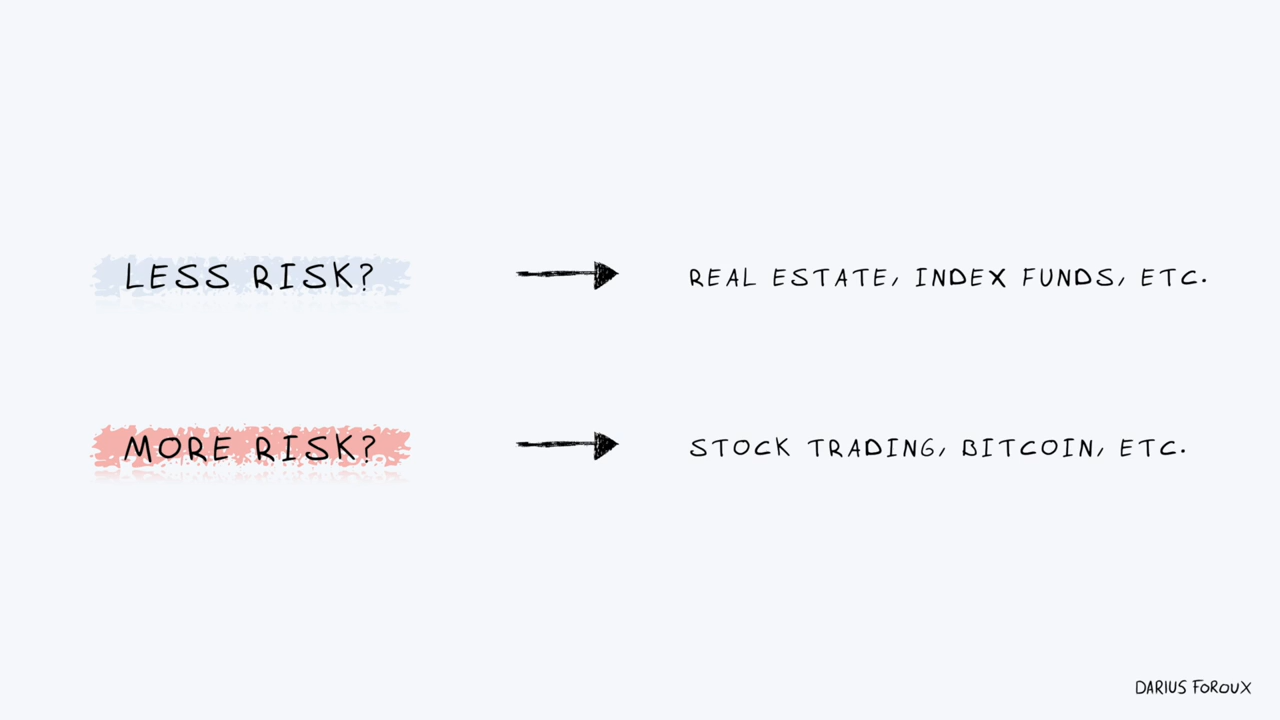 LESS RISK? REAL ESTATE, INDEX FUNDS, ETC.
MORE RISK? STOCK TRADING, BITCOIN, ETC.
DARIUS FOROUX